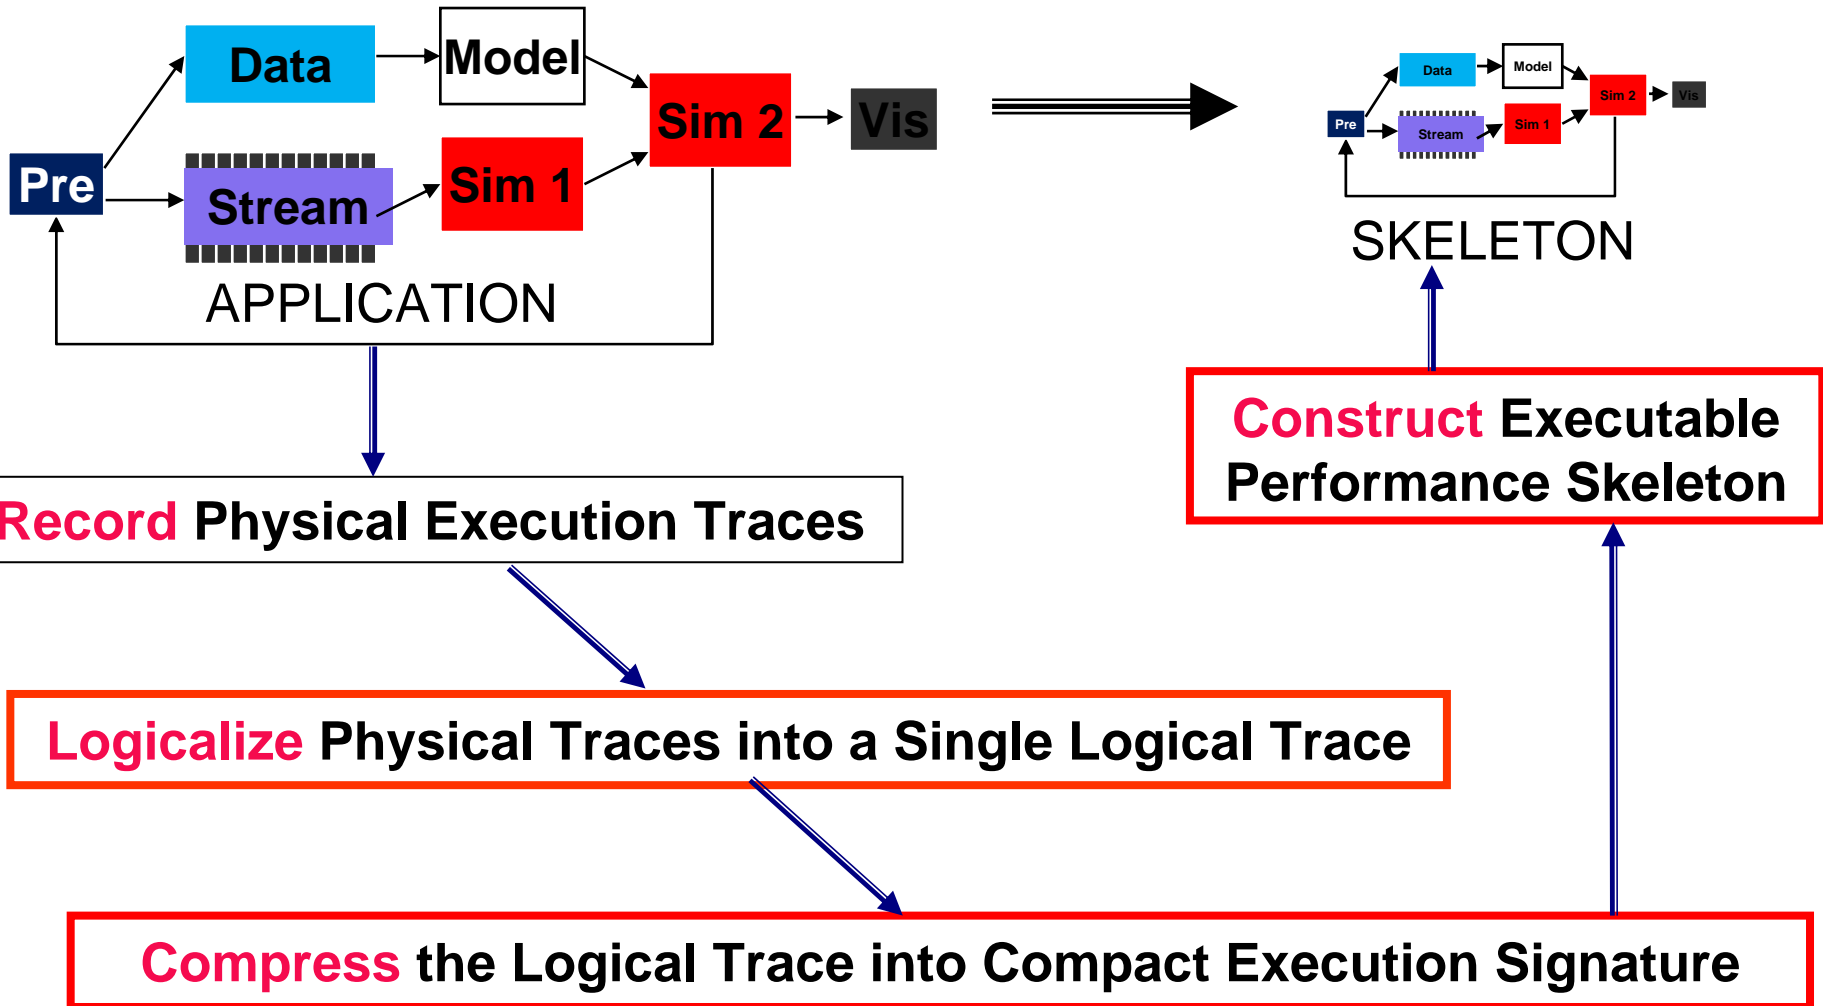 Data
Model
Pre
Stream
Sim 1
Sim 2
Vis
APPLICATION
Data
Model
Pre
Stream
Sim 1
Sim 2
Vis
SKELETON
Record Physical Execution Traces
Logicalize Physical Traces into a Single Logical Trace
Compress the Logical Trace into Compact Execution Signature
Construct Executable
Performance Skeleton